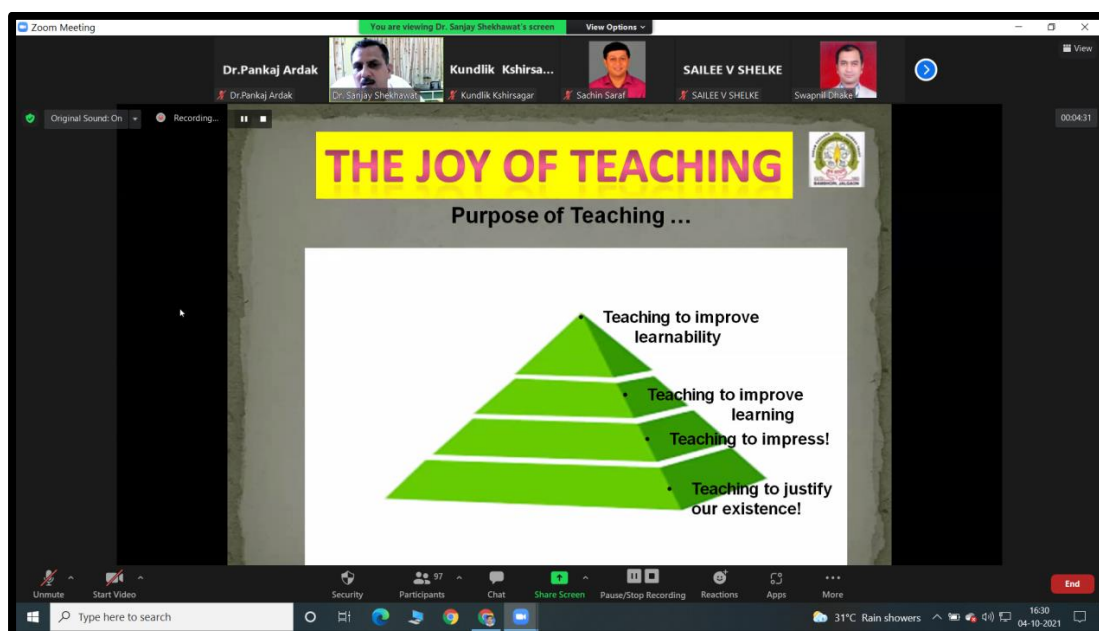 Zoom Meeting
You are viewing Dr. Sanjay Shekhawat's screen
View Options
View
Dr.Pankaj Ardak
Kundlik Kshirsa...
SAILEE V SHELKE
Dr.Pankaj Ardak
Dr. Sanjay Shekhawat
Kundlik Kshirsagar
Sachin Saraf
SAILEE V SHELKE
Swapnil Dhake
Original Sound: On
Recording...
00:04:31
THE JOY OF TEACHING
BAMBHORI, JALGAON
Purpose of Teaching ...
• Teaching to improve
learnability
• Teaching to improve
learning
• Teaching to impress!
• Teaching to justify
our existence!
Unmute
Start Video
Security
Participants
97
Chat
Share Screen
Pause/Stop Recording
Reactions
Apps
More
End
Type here to search
31°C Rain showers
16:30
04-10-2021